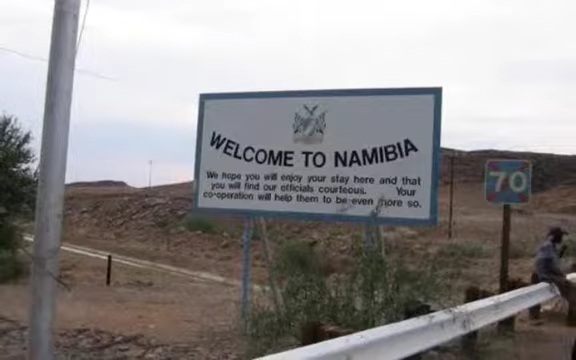 WELCOME TO NAMIBIA
We hope you will enjoy your stay here and that
you will find our officials courteous. Your
co-operation will help them to be even more so.
70